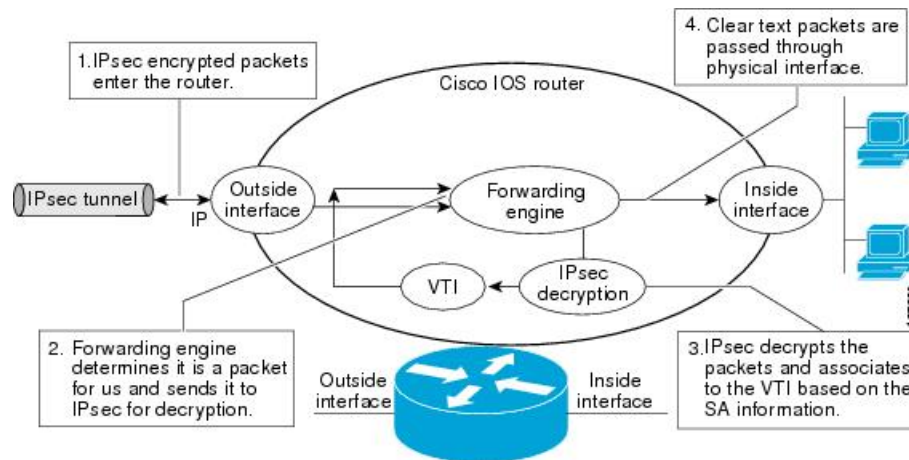 1. IPsec encrypted packets
enter the router.
4. Clear text packets are
passed through
physical interface.
Cisco IOS router
IPsec tunnel
IP
Outside
interface
Forwarding
engine
Inside
interface
VTI
IPsec
decryption
2. Forwarding engine
determines it is a packet
for us and sends it to
IPsec for decryption.
3. IPsec decrypts the
packets and associates
to the VTI based on the
SA information.
Outside
interface
Inside
interface